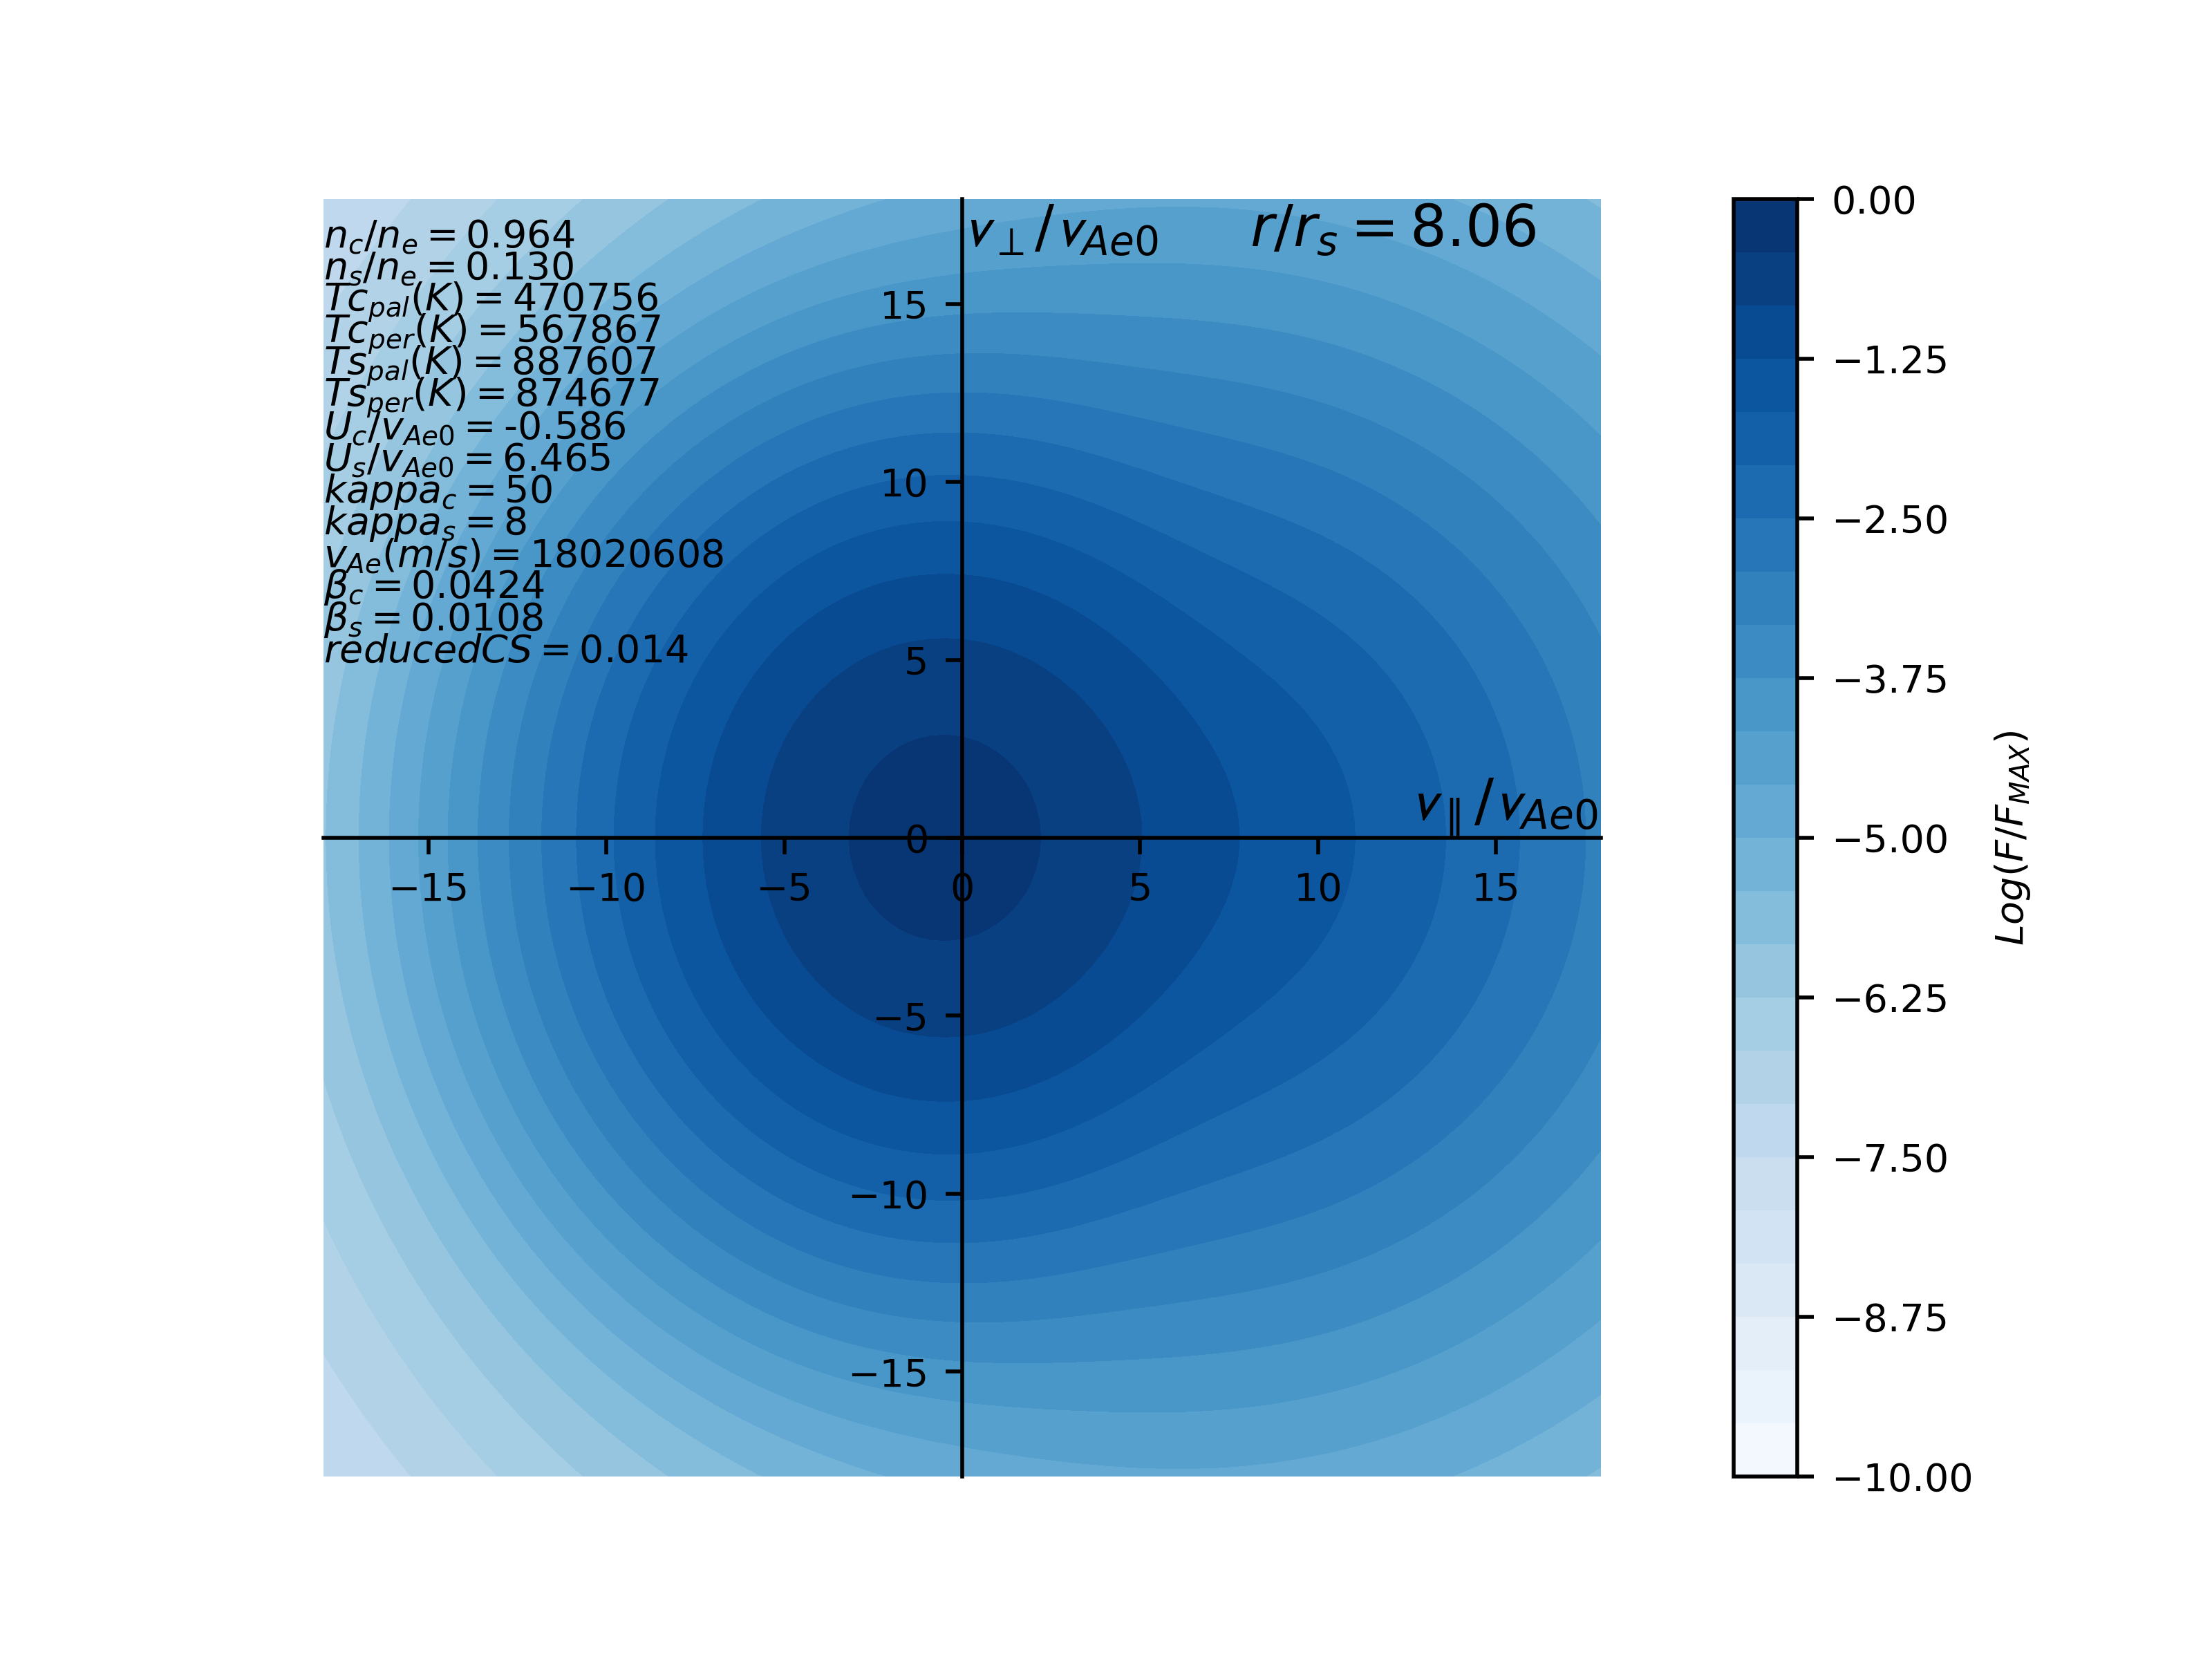 n_c/n_e = 0.964
n_s/n_e = 0.130
Tc_pal(K) = 470756
Tc_per(K) = 567867
Ts_pal(K) = 887607
Ts_per(K) = 874677
U_c/v_Ae0 = -0.586
U_s/v_Ae0 = 6.465
kappa_c = 50
kappa_s = 8
v_Ae(m/s) = 18020608
β_c = 0.0424
β_s = 0.0108
reducedCS = 0.014
v_⊥/v_Ae0
r/r_s = 8.06
15
10
5
0
−5
−10
−15
v_∥/v_Ae0
−15 −10 −5 0 5 10 15
0.00
−1.25
−2.50
−3.75
−5.00
−6.25
−7.50
−8.75
−10.00
Log(F/F_MAX)